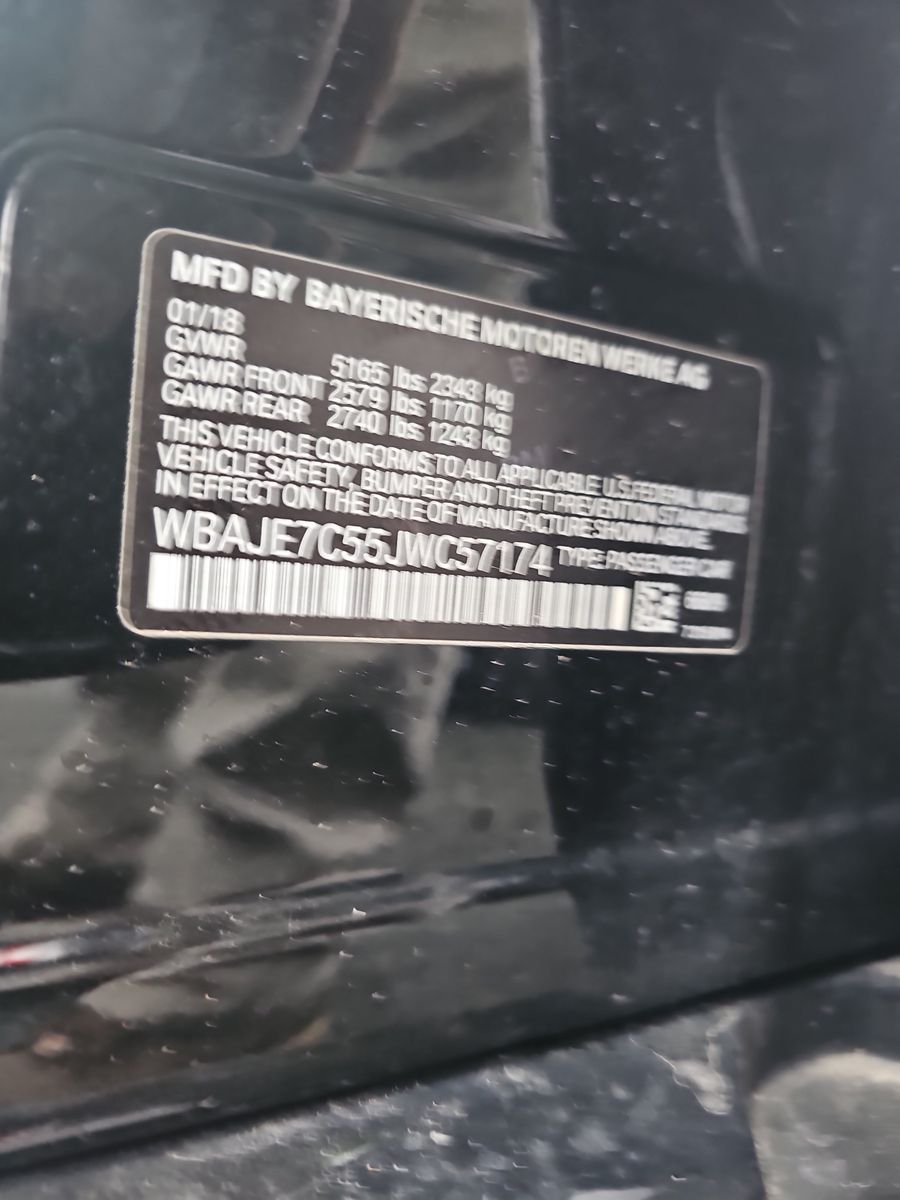 MFD BY BAYERISCHE MOTOREN WERKE AG
01/18
GVWR 5165 lbs 2343 kg
GAWR FRONT 2579 lbs 1170 kg
GAWR REAR 2740 lbs 1243 kg
THIS VEHICLE CONFORMS TO ALL APPLICABLE U.S. FEDERAL MOTOR
VEHICLE SAFETY, BUMPER AND THEFT PREVENTION STANDARDS
IN EFFECT ON THE DATE OF MANUFACTURE SHOWN ABOVE.
WBAJE7C55JWC57174 TYPE: PASSENGER CAR